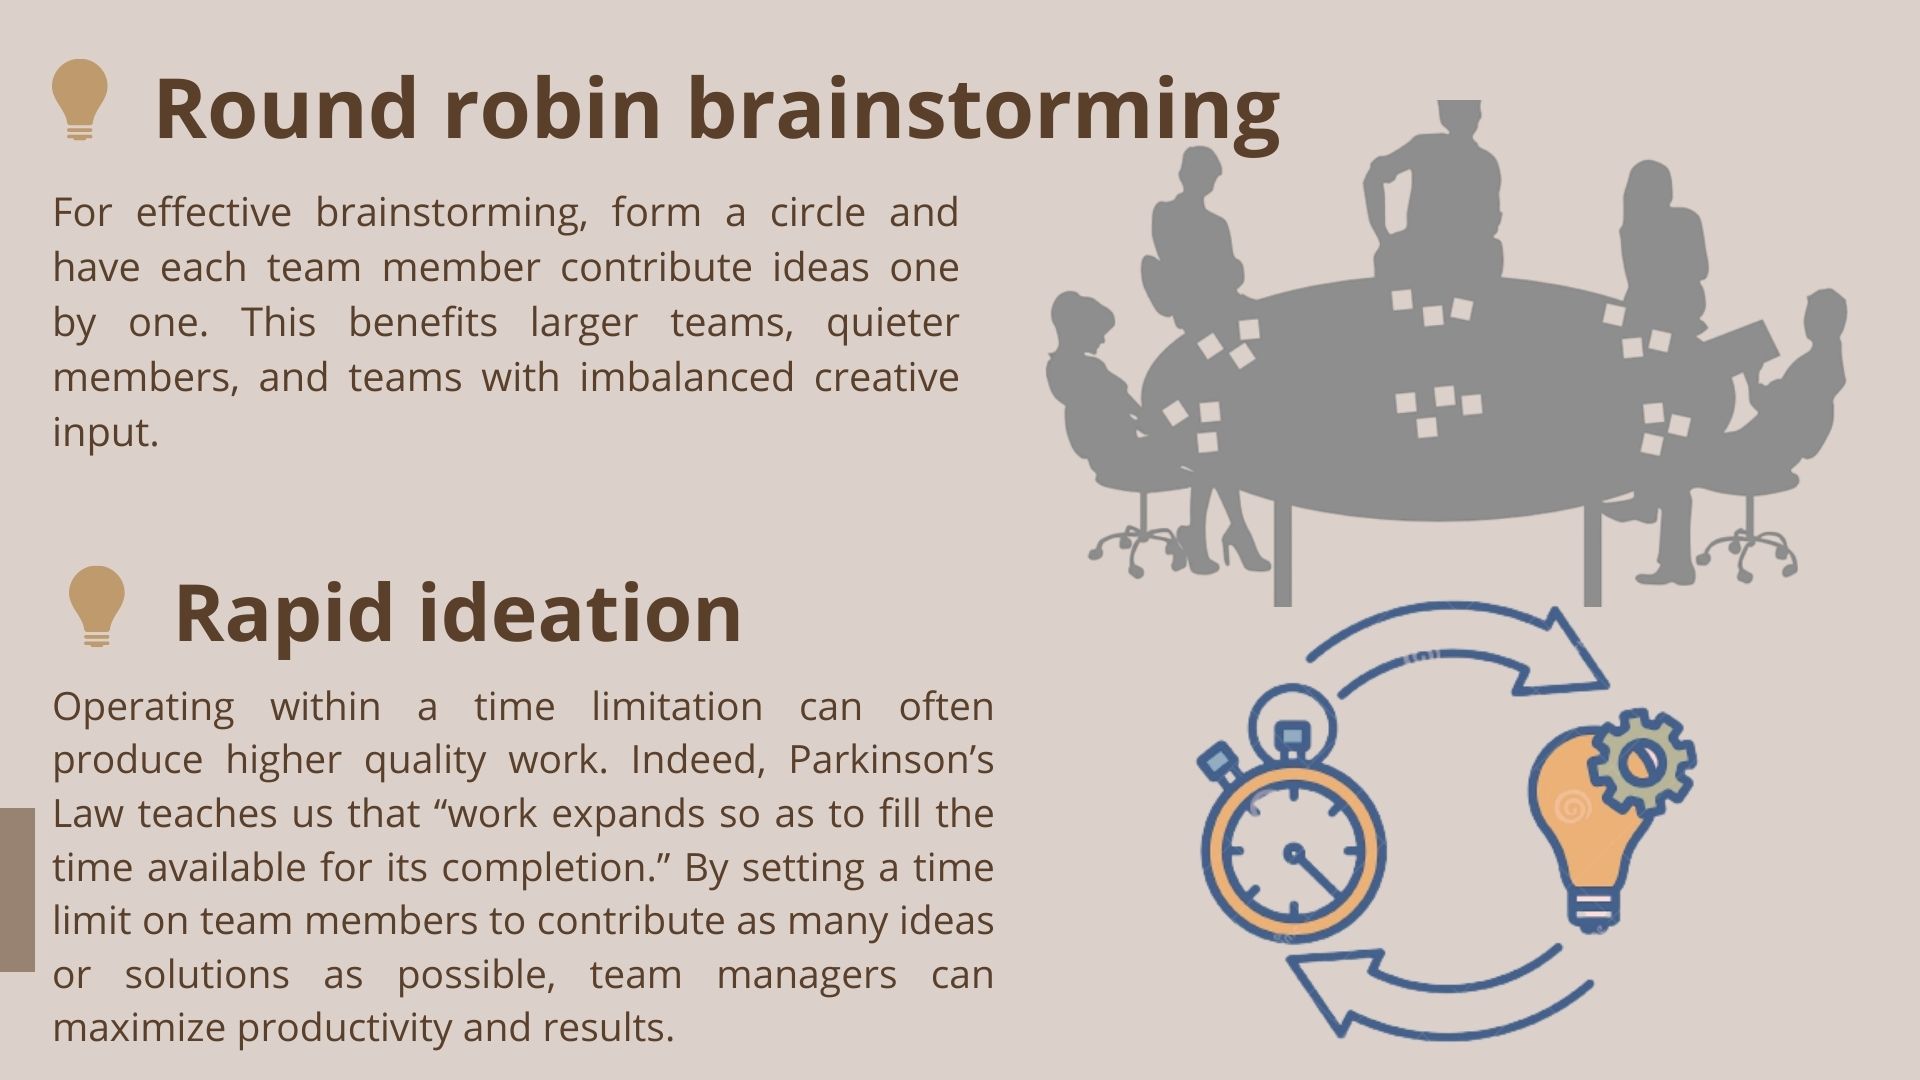 Round robin brainstorming
For effective brainstorming, form a circle and
have each team member contribute ideas one
by one. This benefits larger teams, quieter
members, and teams with imbalanced creative
input.
Rapid ideation
Operating within a time limitation can often
produce higher quality work. Indeed, Parkinson’s
Law teaches us that “work expands so as to fill the
time available for its completion.” By setting a time
limit on team members to contribute as many ideas
or solutions as possible, team managers can
maximize productivity and results.